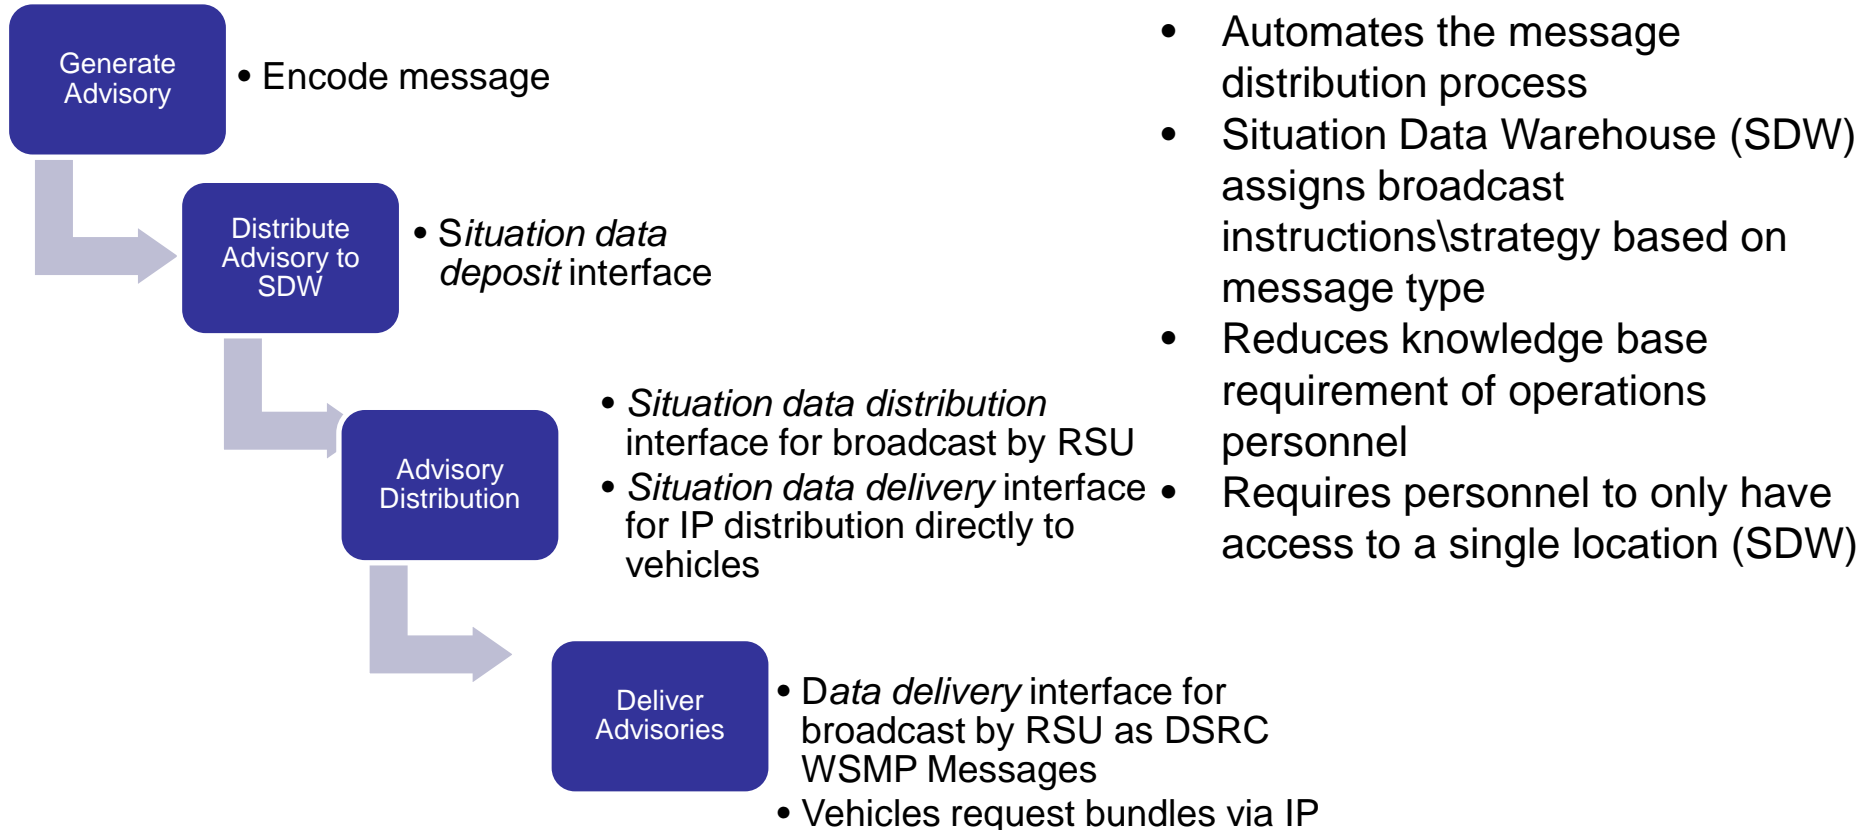 Generate
Advisory
• Encode message
Distribute
Advisory to
SDW
• Situation data
deposit interface
Advisory
Distribution
• Situation data distribution
interface for broadcast by RSU
• Situation data delivery interface
for IP distribution directly to
vehicles
Deliver
Advisories
• Data delivery interface for
broadcast by RSU as DSRC
WSMP Messages
• Vehicles request bundles via IP
• Automates the message
distribution process
• Situation Data Warehouse (SDW)
assigns broadcast
instructions\strategy based on
message type
• Reduces knowledge base
requirement of operations
personnel
• Requires personnel to only have
access to a single location (SDW)